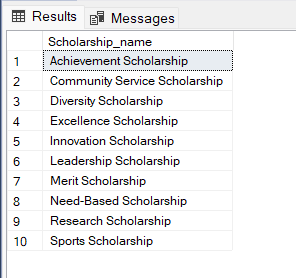 Results Messages
Scholarship_name
1 Achievement Scholarship
2 Community Service Scholarship
3 Diversity Scholarship
4 Excellence Scholarship
5 Innovation Scholarship
6 Leadership Scholarship
7 Merit Scholarship
8 Need-Based Scholarship
9 Research Scholarship
10 Sports Scholarship